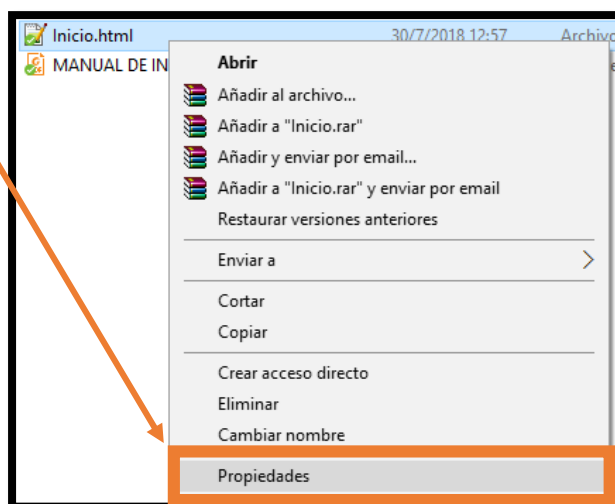 Inicio.html 30/7/2018 12:57 Archivo
MANUAL DE IN
Abrir
Añadir al archivo...
Añadir a "Inicio.rar"
Añadir y enviar por email...
Añadir a "Inicio.rar" y enviar por email
Restaurar versiones anteriores
Enviar a
Cortar
Copiar
Crear acceso directo
Eliminar
Cambiar nombre
Propiedades